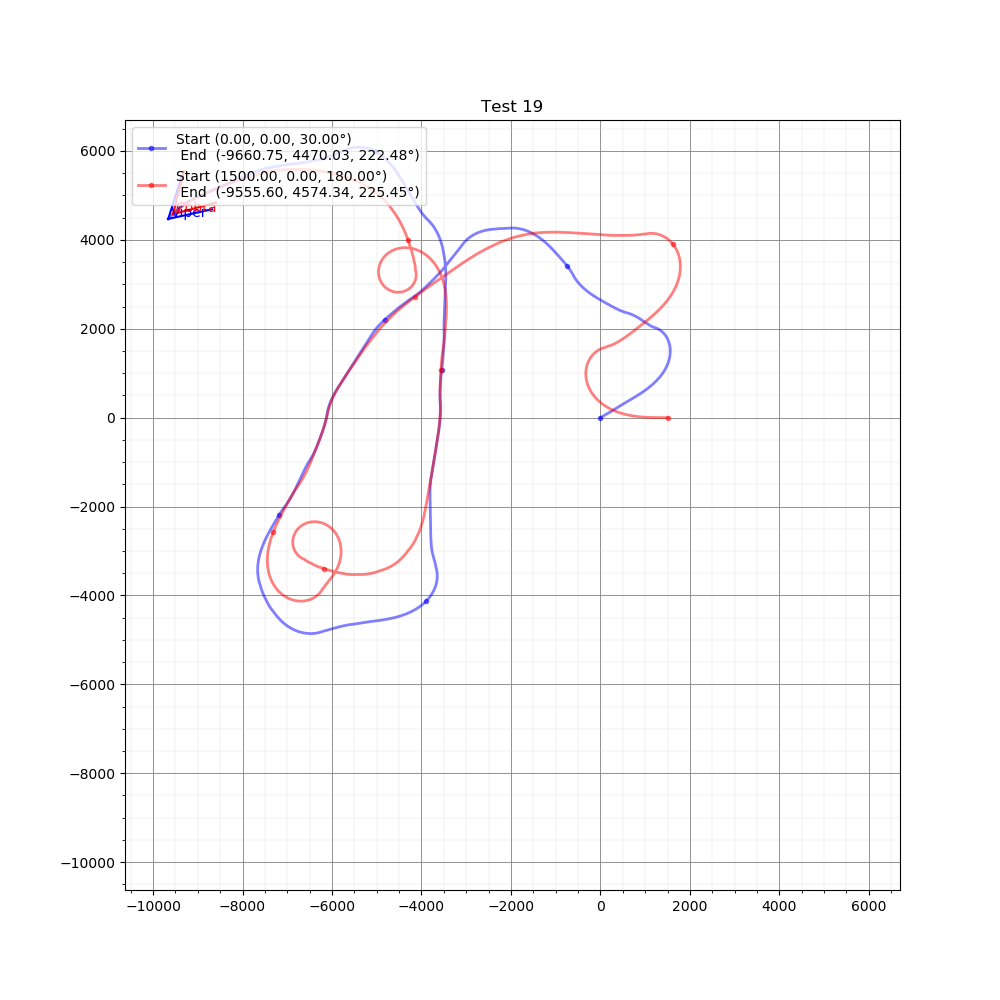 Test 19
Start (0.00, 0.00, 30.00°)
End (-9660.75, 4470.03, 222.48°)
Start (1500.00, 0.00, 180.00°)
End (-9555.60, 4574.34, 225.45°)
6000
4000
2000
0
−2000
−4000
−6000
−8000
−10000
−10000 −8000 −6000 −4000 −2000 0 2000 4000 6000